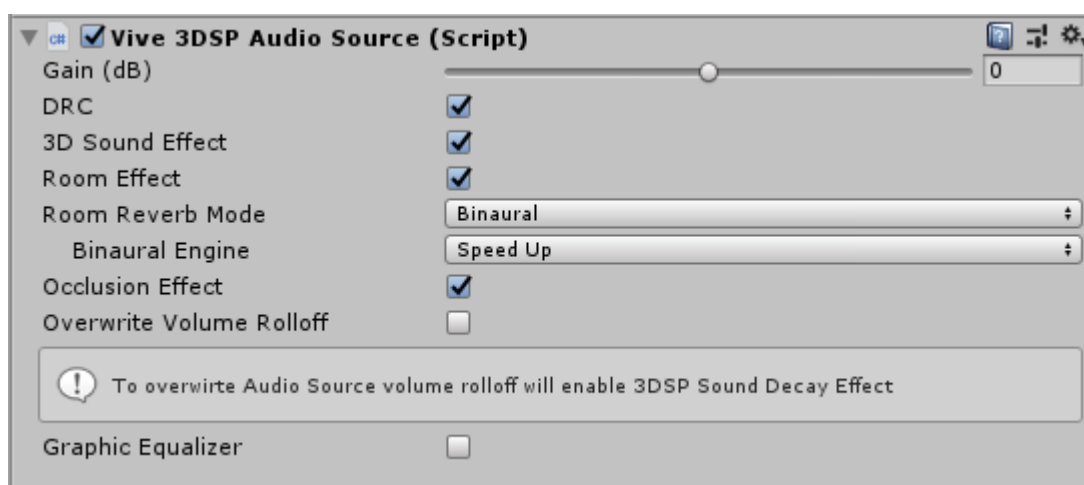 Vive 3DSP Audio Source (Script)
Gain (dB) 0
DRC
3D Sound Effect
Room Effect
Room Reverb Mode Binaural
Binaural Engine Speed Up
Occlusion Effect
Overwrite Volume Rolloff
To overwirte Audio Source volume rolloff will enable 3DSP Sound Decay Effect
Graphic Equalizer